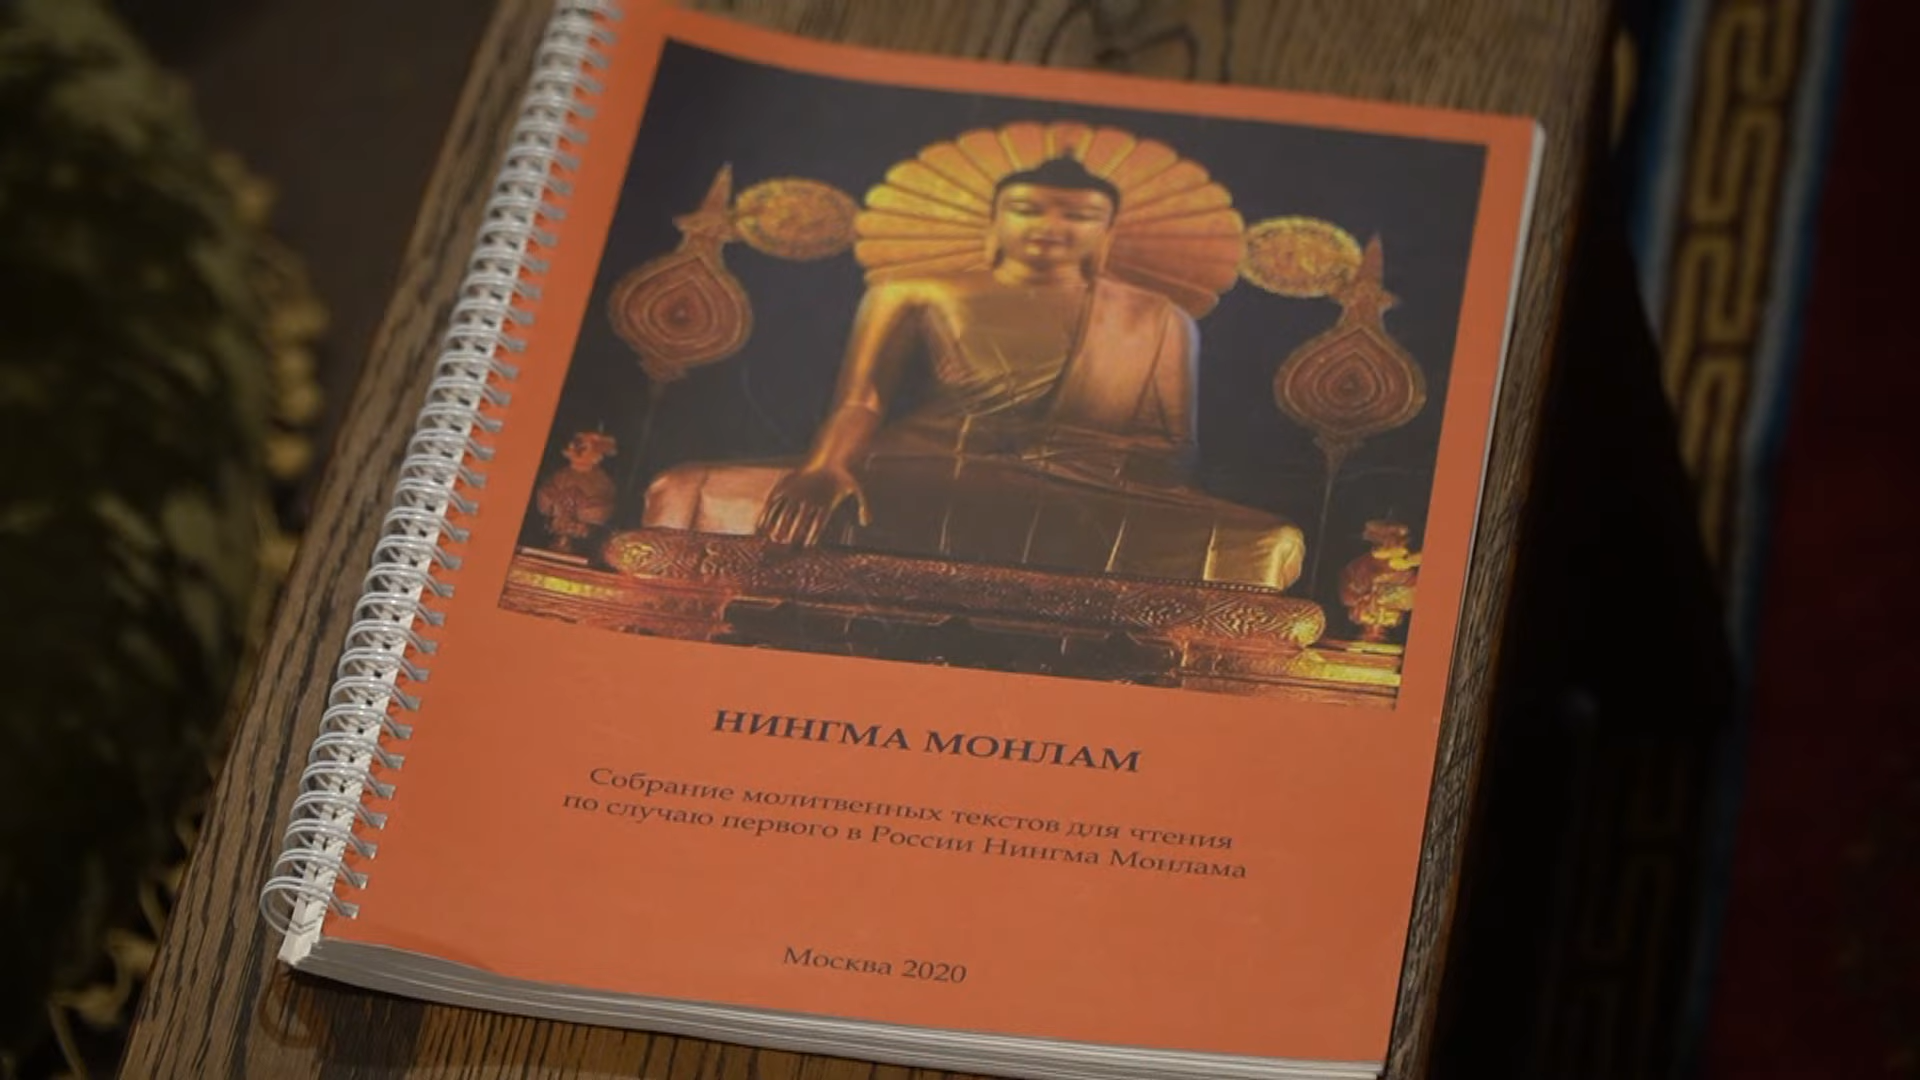 НИНГМА МОНЛАМ
Собрание молитвенных текстов для чтения
по случаю первого в России Нингма Монлама
Москва 2020